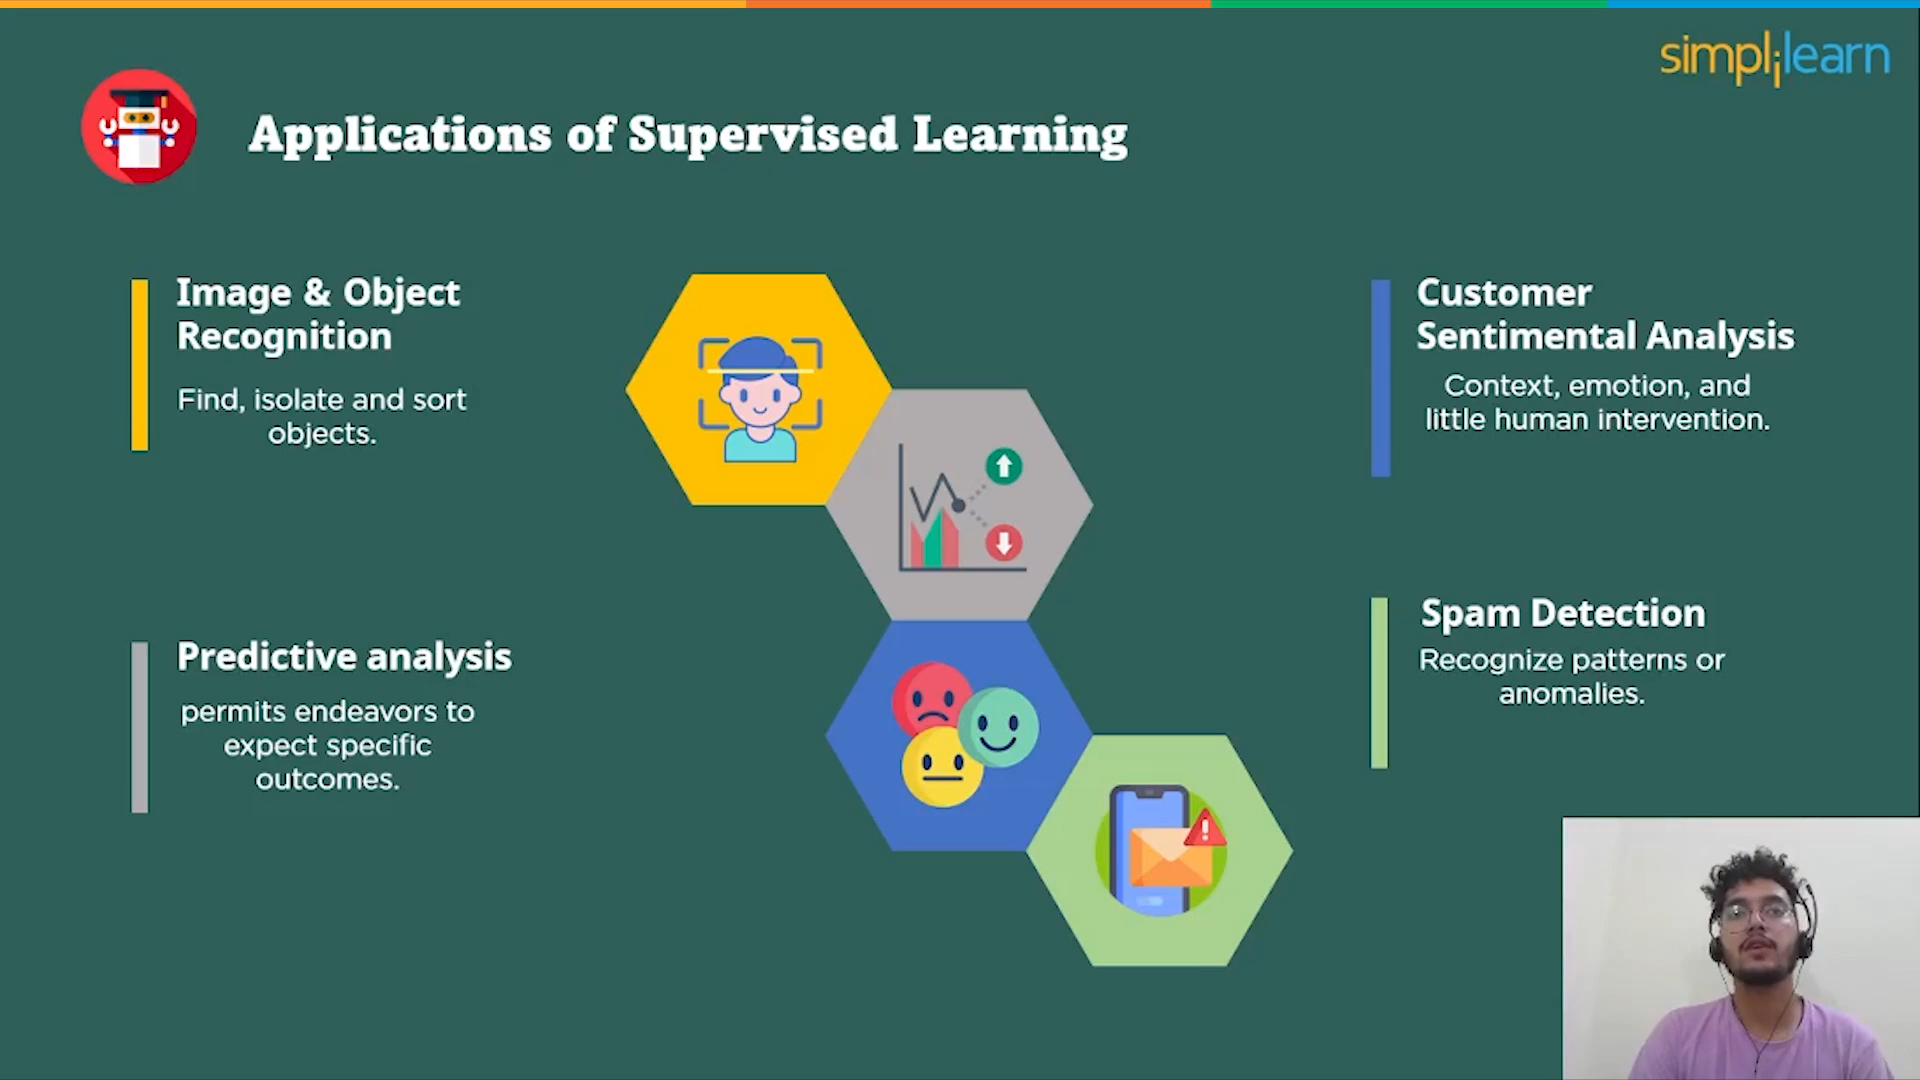 simplilearn
Applications of Supervised Learning
Image & Object
Recognition
Find, isolate and sort
objects.
Predictive analysis
permits endeavors to
expect specific
outcomes.
Customer
Sentimental Analysis
Context, emotion, and
little human intervention.
Spam Detection
Recognize patterns or
anomalies.